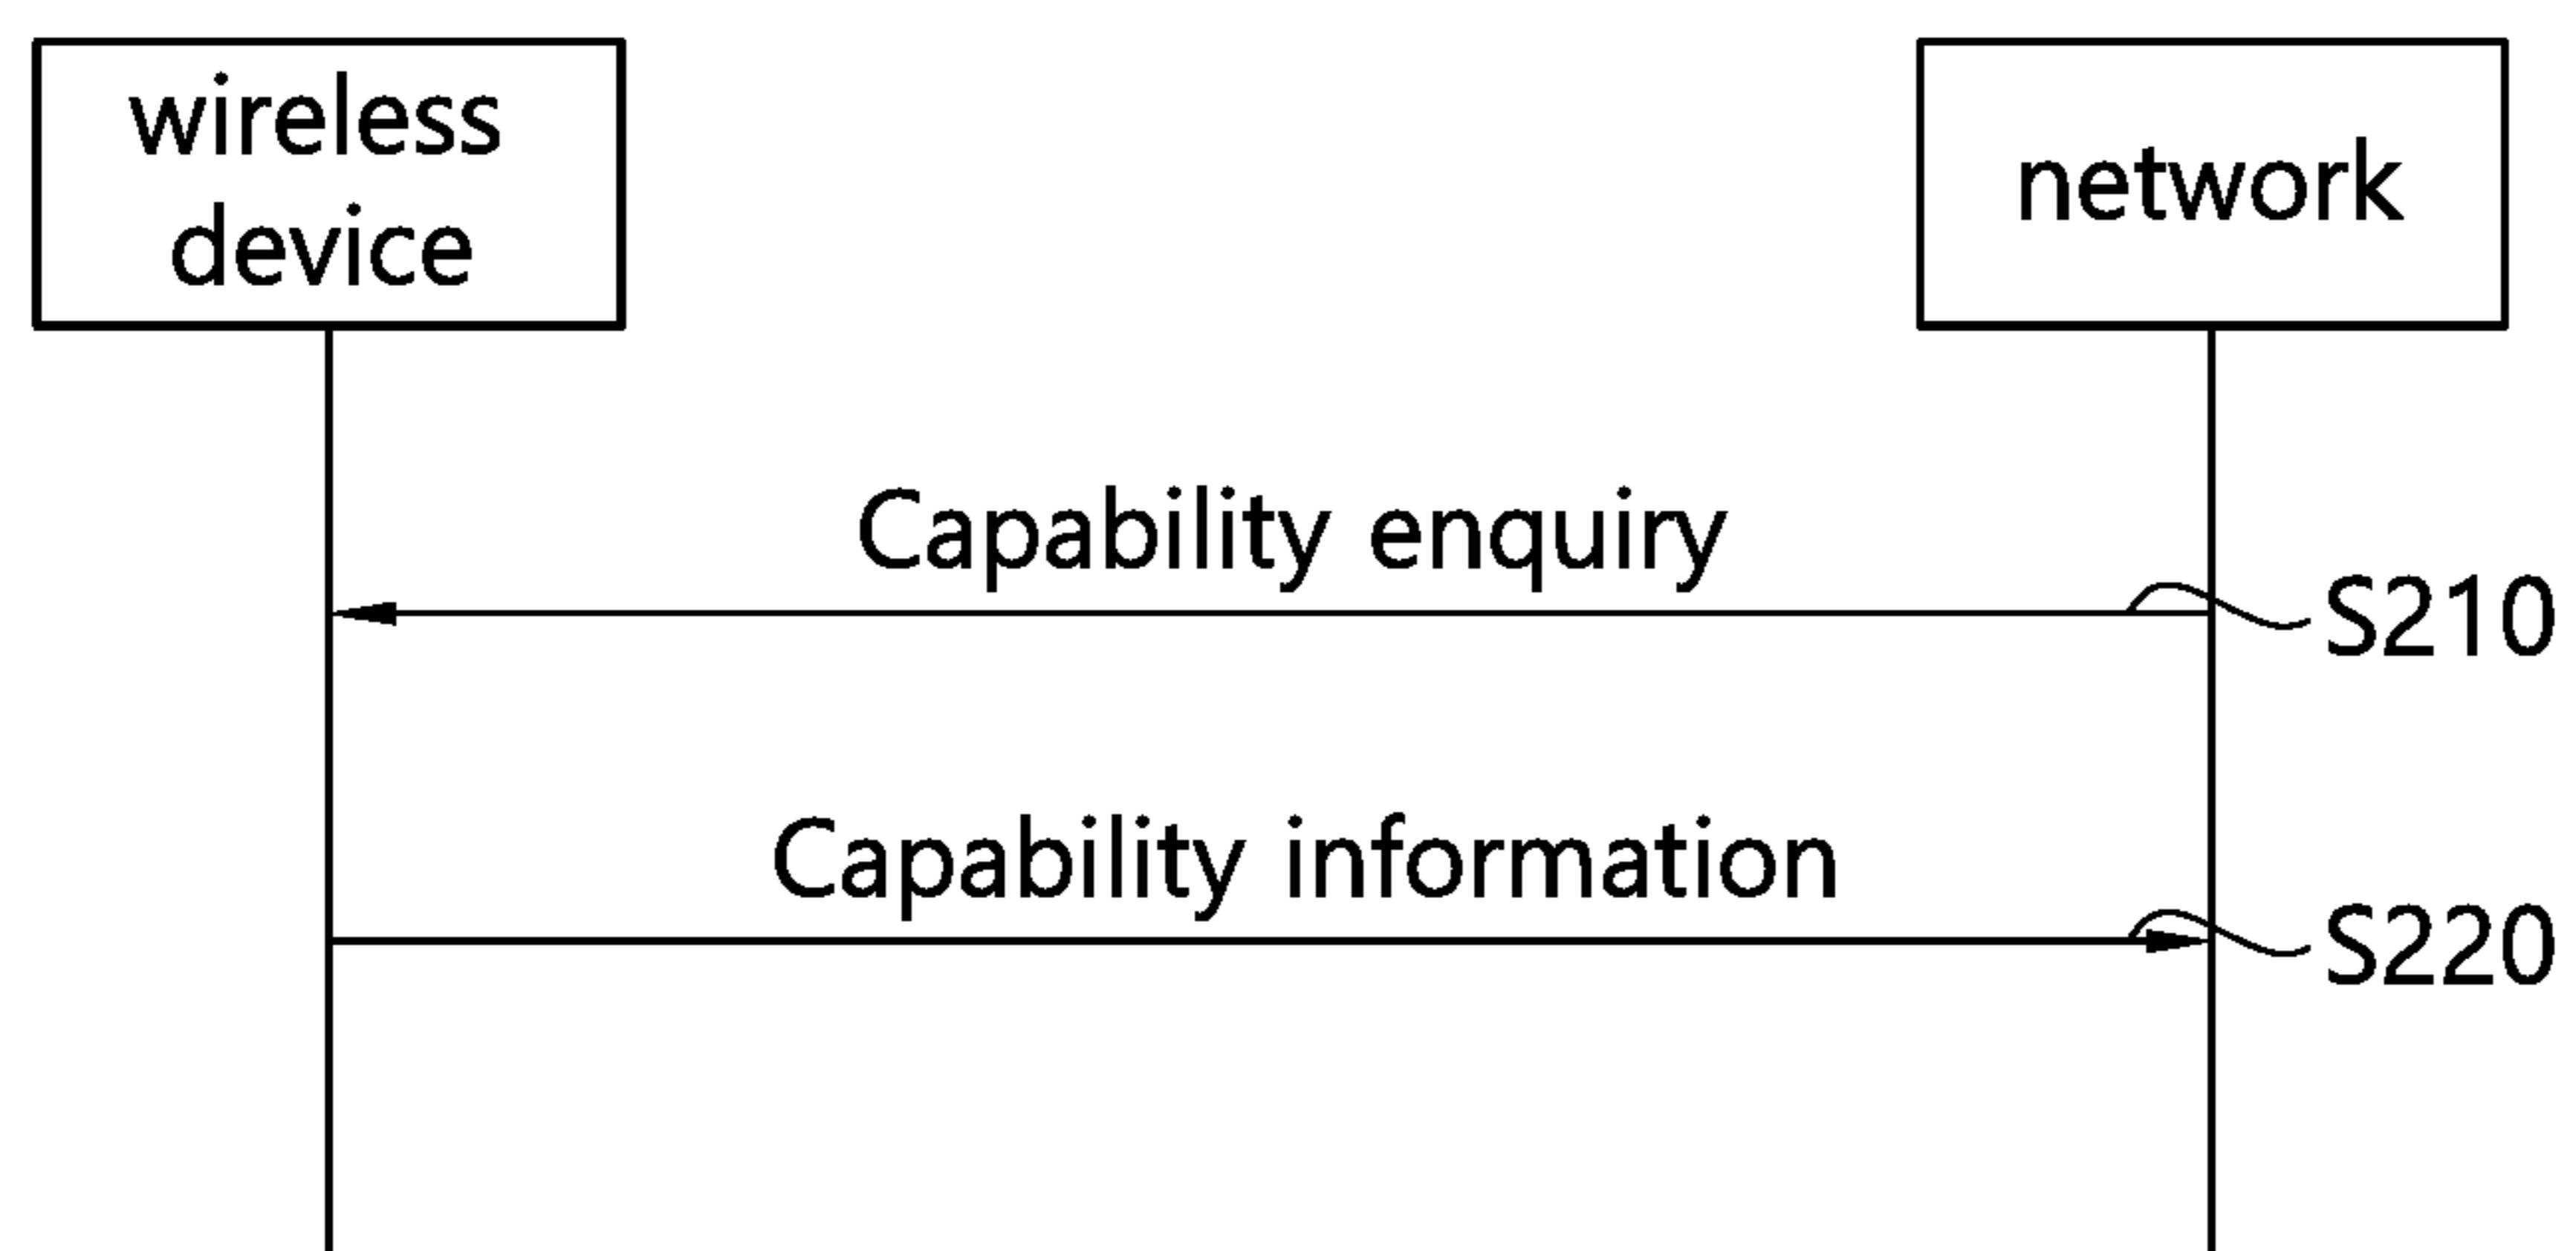 wireless
device
network
Capability enquiry
S210
Capability information
S220